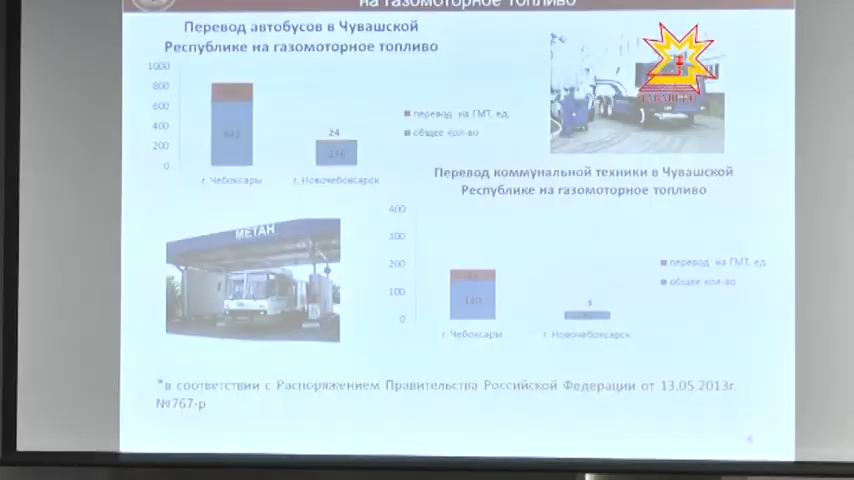 на газомоторное топливо
Перевод автобусов в Чувашской
Республике на газомоторное топливо
1000
800
600
400
200
0
24
236
г. Чебоксары
г. Новочебоксарск
перевод на ГМТ, ед.
общее кол-во
Перевод коммунальной техники в Чувашской
Республике на газомоторное топливо
МЕТАН
400
300
200
100
0
140
3
г. Чебоксары
г. Новочебоксарск
перевод на ГМТ, ед.
общее кол-во
*в соответствии с Распоряжением Правительства Российской Федерации от 13.05.2013г.
№767-р